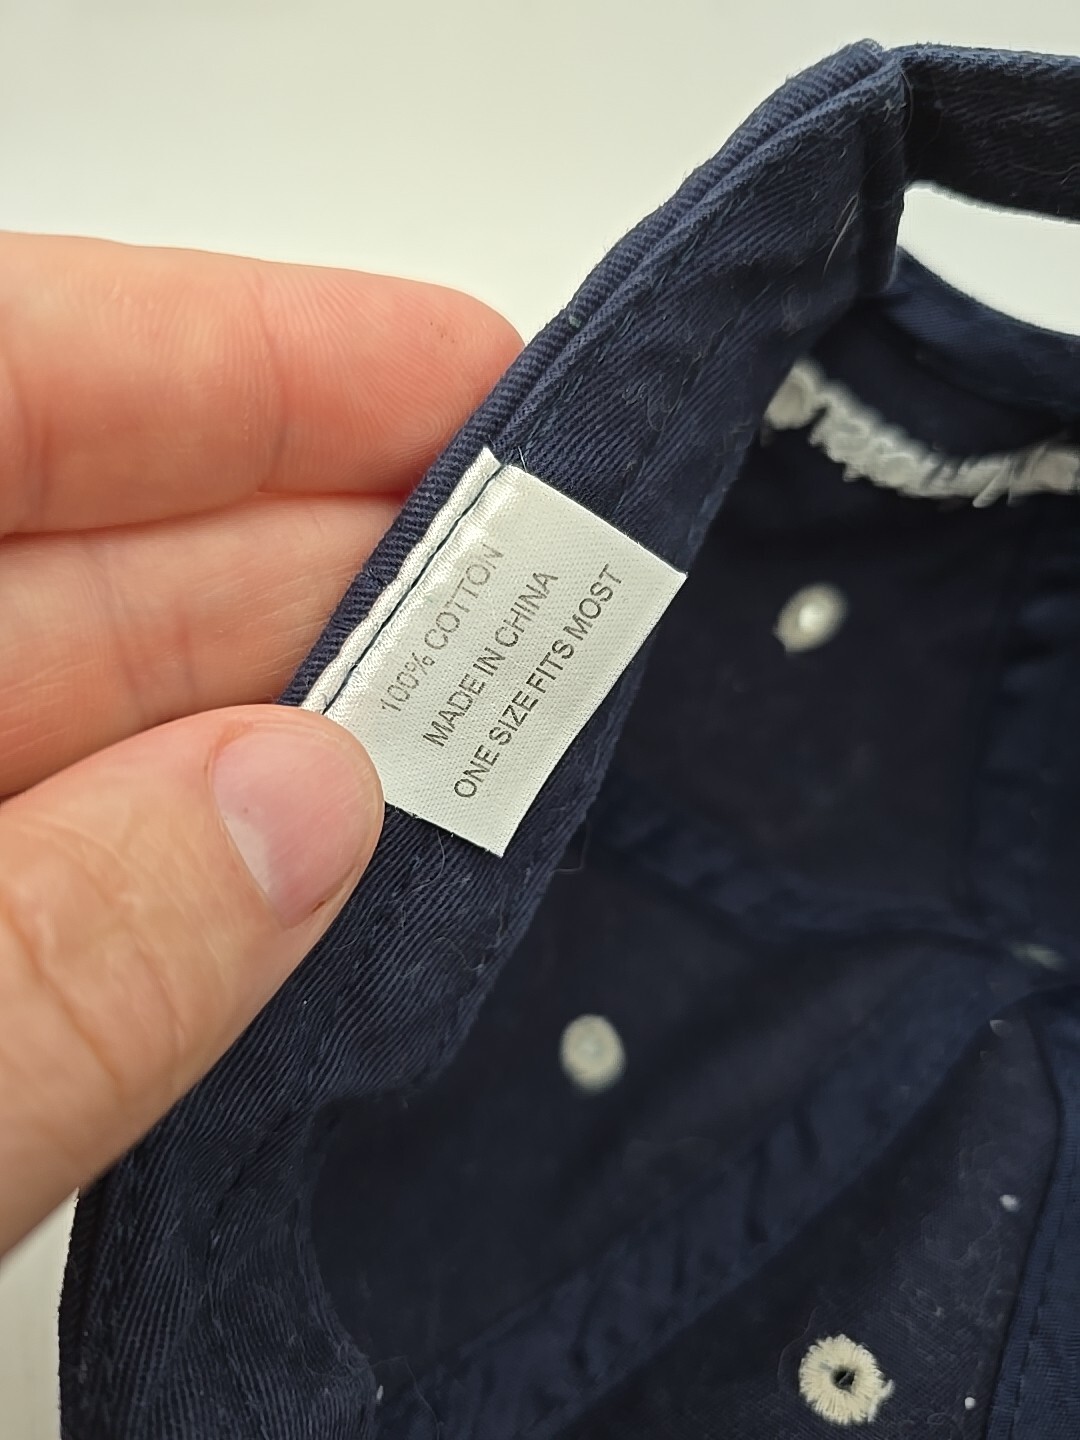 100% COTTON
MADE IN CHINA
ONE SIZE FITS MOST